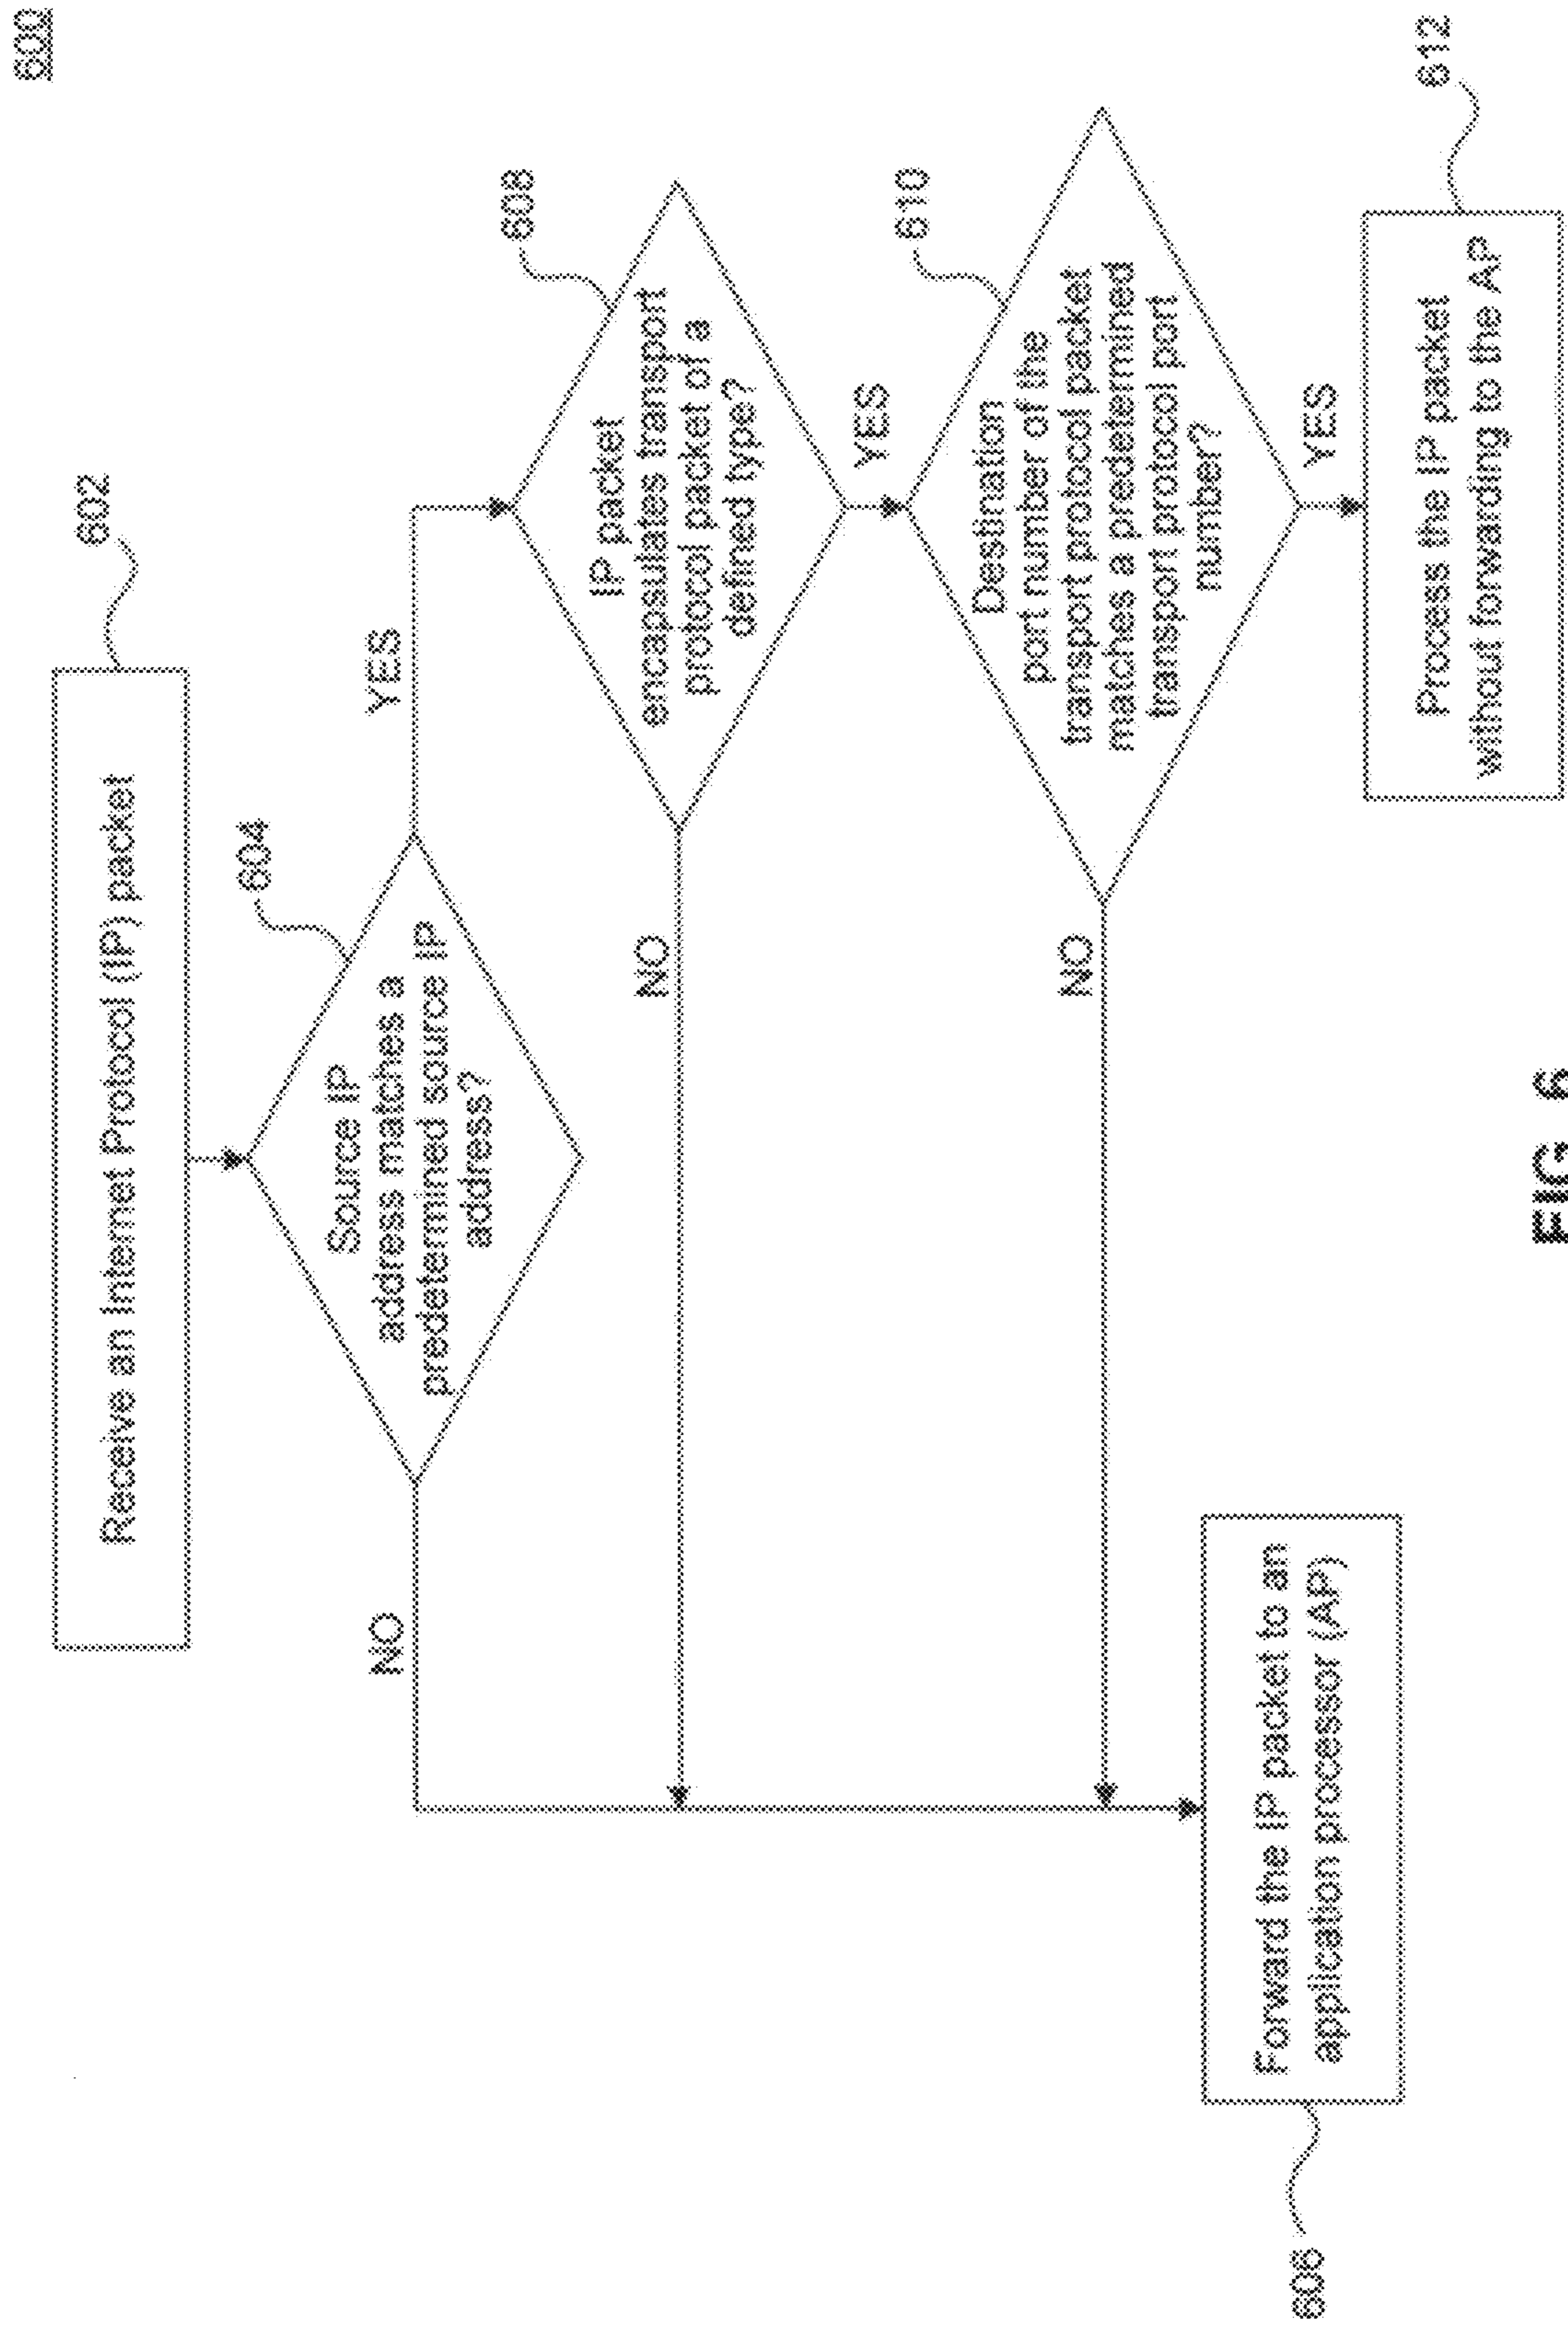 600
602
Receive an Internet Protocol (IP) packet
604
Source IP
address matches a
predetermined source IP
address?
NO
YES
608
IP packet
encapsulates transport
protocol packet of a
defined type?
NO
YES
610
Destination
port number of the
transport protocol packet
matches a predetermined
transport protocol port
number?
NO
YES
606
Forward the IP packet to an
application processor (AP)
612
Process the IP packet
without forwarding to the AP
FIG. 6